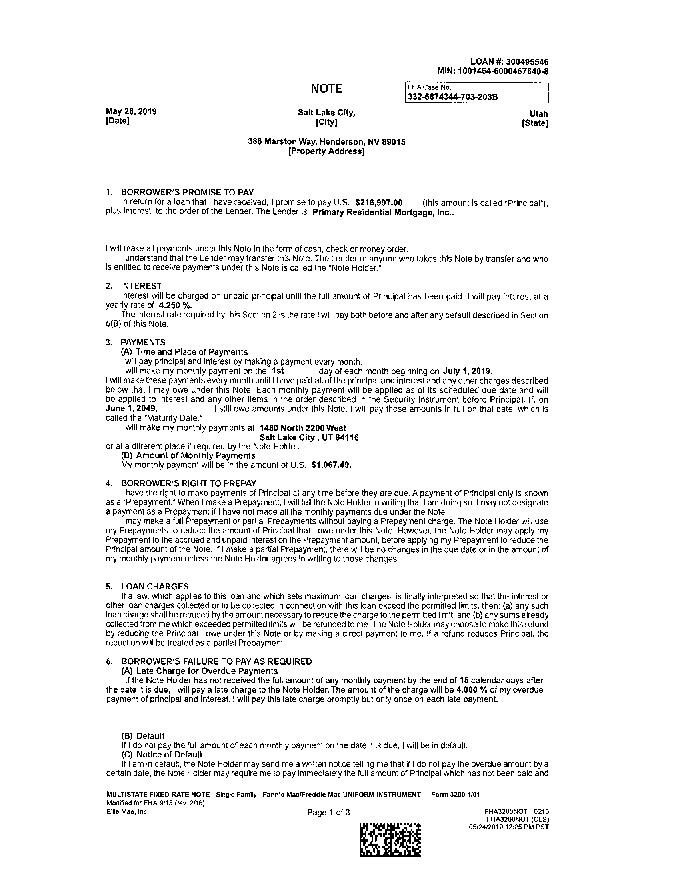 LOAN #: 300495546
MIN: 1001464-6000457640-8
NOTE
FHA Case No.
332-6674344-703-203B
May 28, 2019
[Date]
Salt Lake City,
[City]
Utah
[State]
386 Marston Way, Henderson, NV 89015
[Property Address]
1. BORROWER'S PROMISE TO PAY
In return for a loan that I have received, I promise to pay U.S. $216,997.00 (this amount is called "Principal"),
plus interest, to the order of the Lender. The Lender is Primary Residential Mortgage, Inc..
I will make all payments under this Note in the form of cash, check or money order.
I understand that the Lender may transfer this Note. The Lender or anyone who takes this Note by transfer and who
is entitled to receive payments under this Note is called the "Note Holder."
2. INTEREST
Interest will be charged on unpaid principal until the full amount of Principal has been paid. I will pay interest at a
yearly rate of 4.250 %.
The interest rate required by this Section 2 is the rate I will pay both before and after any default described in Section
6(B) of this Note.
3. PAYMENTS
(A) Time and Place of Payments
I will pay principal and interest by making a payment every month.
I will make my monthly payment on the 1st day of each month beginning on July 1, 2019.
I will make these payments every month until I have paid all of the principal and interest and any other charges described
below that I may owe under this Note. Each monthly payment will be applied as of its scheduled due date and will
be applied to interest and any other items in the order described in the Security Instrument before Principal. If, on
June 1, 2049, I still owe amounts under this Note, I will pay those amounts in full on that date, which is
called the "Maturity Date."
I will make my monthly payments at 1480 North 2200 West
Salt Lake City , UT 84116
or at a different place if required by the Note Holder.
(B) Amount of Monthly Payments
My monthly payment will be in the amount of U.S. $1,067.49.
4. BORROWER'S RIGHT TO PREPAY
I have the right to make payments of Principal at any time before they are due. A payment of Principal only is known
as a "Prepayment." When I make a Prepayment, I will tell the Note Holder in writing that I am doing so. I may not designate
a payment as a Prepayment if I have not made all the monthly payments due under the Note.
I may make a full Prepayment or partial Prepayments without paying a Prepayment charge. The Note Holder will use
my Prepayments to reduce the amount of Principal that I owe under this Note. However, the Note Holder may apply my
Prepayment to the accrued and unpaid interest on the Prepayment amount, before applying my Prepayment to reduce the
Principal amount of the Note. If I make a partial Prepayment, there will be no changes in the due date or in the amount of
my monthly payment unless the Note Holder agrees in writing to those changes.
5. LOAN CHARGES
If a law, which applies to this loan and which sets maximum loan charges, is finally interpreted so that the interest or
other loan charges collected or to be collected in connection with this loan exceed the permitted limits, then: (a) any such
loan charge shall be reduced by the amount necessary to reduce the charge to the permitted limit; and (b) any sums already
collected from me which exceeded permitted limits will be refunded to me. The Note Holder may choose to make this refund
by reducing the Principal I owe under this Note or by making a direct payment to me. If a refund reduces Principal, the
reduction will be treated as a partial Prepayment.
6. BORROWER'S FAILURE TO PAY AS REQUIRED
(A) Late Charge for Overdue Payments
If the Note Holder has not received the full amount of any monthly payment by the end of 15 calendar days after
the date it is due, I will pay a late charge to the Note Holder. The amount of the charge will be 4.000 % of my overdue
payment of principal and interest. I will pay this late charge promptly but only once on each late payment.
(B) Default
If I do not pay the full amount of each monthly payment on the date it is due, I will be in default.
(C) Notice of Default
If I am in default, the Note Holder may send me a written notice telling me that if I do not pay the overdue amount by a
certain date, the Note Holder may require me to pay immediately the full amount of Principal which has not been paid and
MULTISTATE FIXED RATE NOTE Single Family Fannie Mae/Freddie Mac UNIFORM INSTRUMENT Form 3200 1/01
Modified for FHA 9/15 (rev. 2/16)
Ellie Mae, Inc.
Page 1 of 3
FHA3200NOT 0216
FHA3200NOT (CLS)
05/24/2019 12:25 PM PST